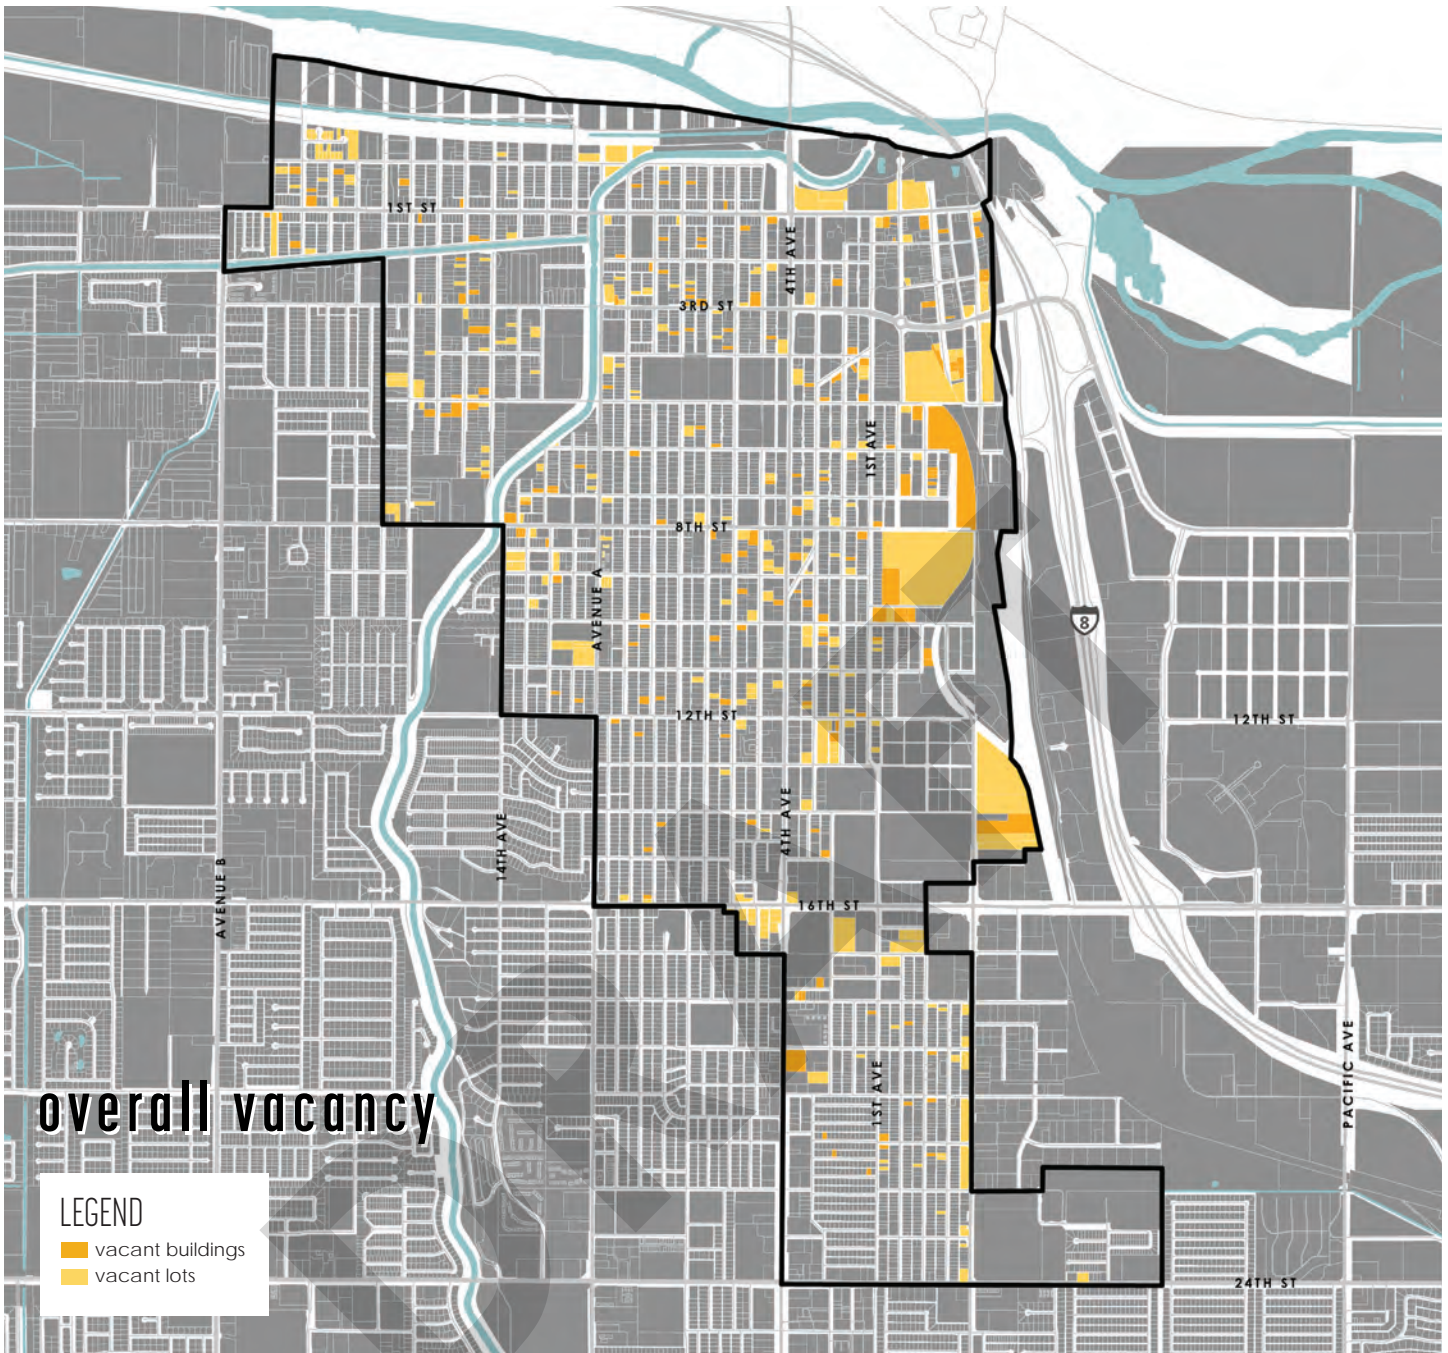 1ST ST
4TH AVE
3RD ST
1ST AVE
8TH ST
AVENUE A
8
12TH ST
12TH ST
4TH AVE
14TH AVE
AVENUE B
16TH ST
1ST AVE
PACIFIC AVE
overall vacancy
LEGEND
vacant buildings
vacant lots
24TH ST
DRAFT